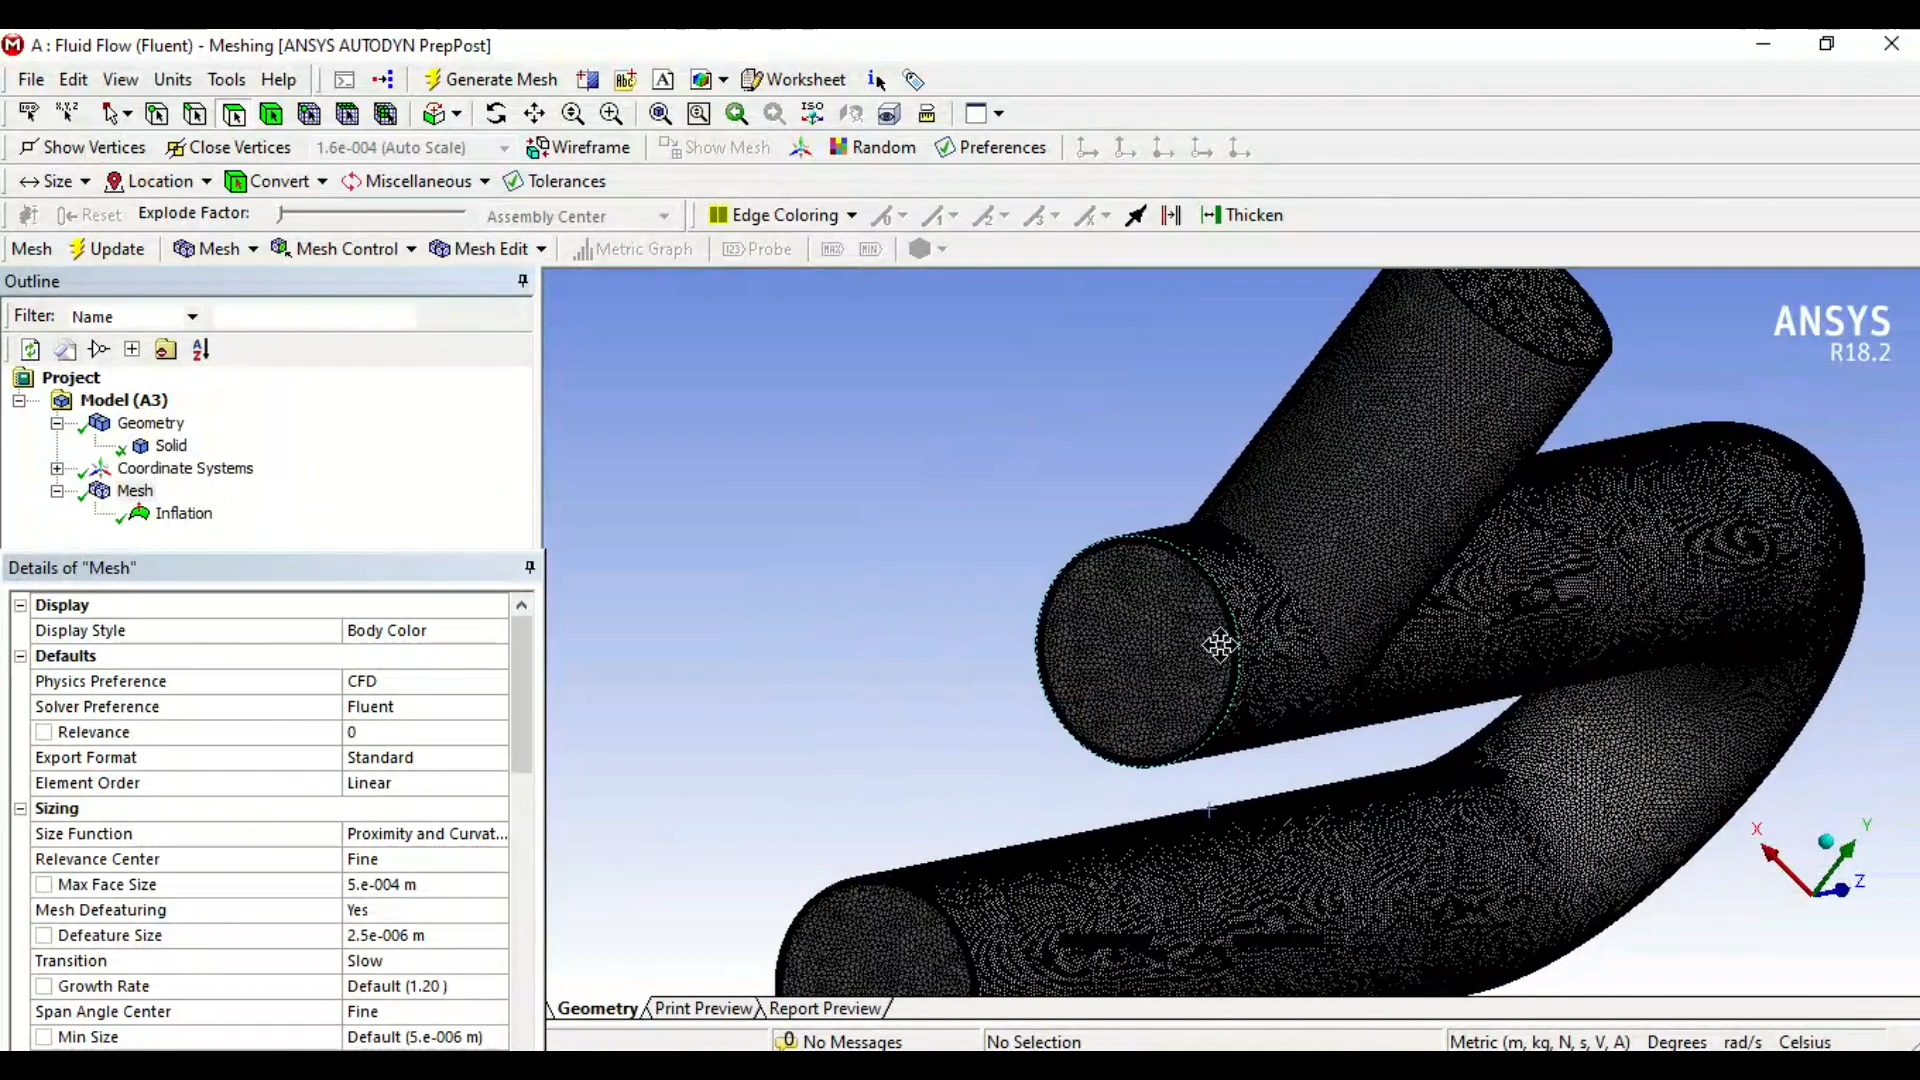 A : Fluid Flow (Fluent) - Meshing [ANSYS AUTODYN PrepPost]
File Edit View Units Tools Help Generate Mesh Abc A Worksheet i
X,Y,Z ISO
Show Vertices Close Vertices 1.6e-004 (Auto Scale) Wireframe Show Mesh Random Preferences
Size Location Convert Miscellaneous Tolerances
Reset Explode Factor: Assembly Center Edge Coloring Thicken
Mesh Update Mesh Mesh Control Mesh Edit Metric Graph Probe MAX MIN
Outline
Filter: Name
Project
Model (A3)
Geometry
Solid
Coordinate Systems
Mesh
Inflation
Details of "Mesh"
Display
Display Style Body Color
Defaults
Physics Preference CFD
Solver Preference Fluent
Relevance 0
Export Format Standard
Element Order Linear
Sizing
Size Function Proximity and Curvat...
Relevance Center Fine
Max Face Size 5.e-004 m
Mesh Defeaturing Yes
Defeature Size 2.5e-006 m
Transition Slow
Growth Rate Default (1.20 )
Span Angle Center Fine
Min Size Default (5.e-006 m)
ANSYS
R18.2
X Y
Z
Geometry Print Preview Report Preview
0 No Messages No Selection Metric (m, kg, N, s, V, A) Degrees rad/s Celsius